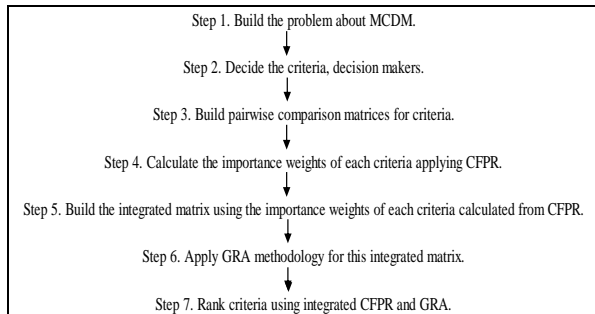 Step 1. Build the problem about MCDM.
Step 2. Decide the criteria, decision makers.
Step 3. Build pairwise comparison matrices for criteria.
Step 4. Calculate the importance weights of each criteria applying CFPR.
Step 5. Build the integrated matrix using the importance weights of each criteria calculated from CFPR.
Step 6. Apply GRA methodology for this integrated matrix.
Step 7. Rank criteria using integrated CFPR and GRA.